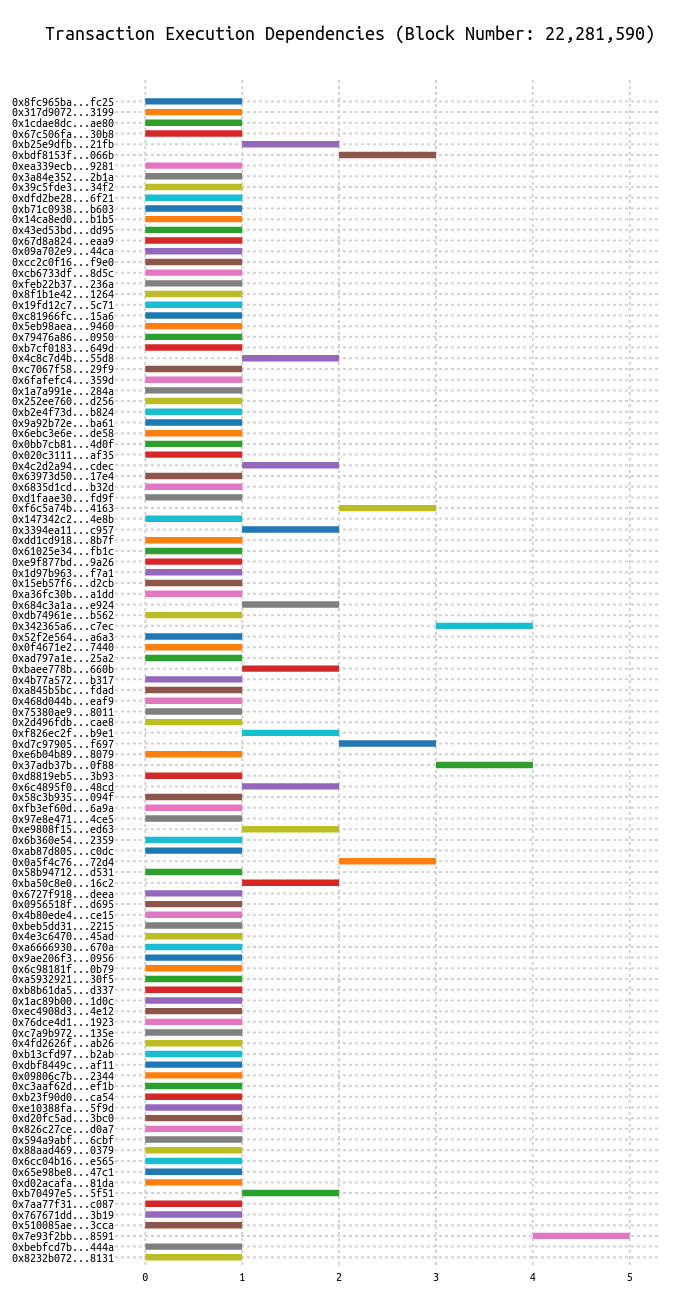 Transaction Execution Dependencies (Block Number: 22,281,590)
0x8fc965ba...fc25
0x317d9072...3199
0x1cdae8dc...ae80
0x67c506fa...30b8
0xb25e9dfb...21fb
0xbdf8153f...066b
0xea339ecb...9281
0x3a84e352...2b1a
0x39c5fde3...34f2
0xdfd2be28...6f21
0xb71c0938...b603
0x14ca8ed0...b1b5
0x43ed53bd...dd95
0x67d8a824...eaa9
0x09a702e9...44ca
0xcc2c0f16...f9e0
0xcb6733df...8d5c
0xfeb22b37...236a
0x8f1b1e42...1264
0x19fd12c7...5c71
0xc81966fc...15a6
0x5eb98aea...9460
0x79476a86...0950
0xb7cf0183...649d
0x4c8c7d4b...55d8
0xc7067f58...29f9
0x6fafefc4...359d
0x1a7a991e...284a
0x252ee760...d256
0xb2e4f73d...b824
0x9a92b72e...ba61
0x6ebc3e6e...de58
0x0bb7cb81...4d0f
0x020c3111...af35
0x4c2d2a94...cdec
0x63973d50...17e4
0x6835d1cd...b32d
0xd1faae30...fd9f
0xf6c5a74b...4163
0x147342c2...4e8b
0x3394ea11...c957
0xdd1cd918...8b7f
0x61025e34...fb1c
0xe9f877bd...9a26
0x1d97b963...f7a1
0x15eb57f6...d2cb
0xa36fc30b...a1dd
0x684c3a1a...e924
0xdb74961e...b562
0x342365a6...c7ec
0x52f2e564...a6a3
0x0f4671e2...7440
0xad797a1e...25a2
0xbaee778b...660b
0x4b77a572...b317
0xa845b5bc...fdad
0x468d044b...eaf9
0x75380ae9...8011
0x2d496fdb...cae8
0xf826ec2f...b9e1
0xd7c97905...f697
0xe6b04b89...8079
0x37adb37b...0f88
0xd8819eb5...3b93
0x6c4895f0...48cd
0x58c3b935...094f
0xfb3ef60d...6a9a
0x97e8e471...4ce5
0xe9808f15...ed63
0x6b360e54...2359
0xab87d805...c0dc
0x0a5f4c76...72d4
0x58b94712...d531
0xba50c8e0...16c2
0x6727f918...deea
0x0956518f...d695
0x4b80ede4...ce15
0xbeb5dd31...2215
0x4e3c6470...45ad
0xa6666930...670a
0x9ae206f3...0956
0x6c98181f...0b79
0xa5932921...30f5
0xb8b61da5...d337
0x1ac89b00...1d0c
0xec4908d3...4e12
0x76dce4d1...1923
0xc7a9b972...135e
0x4fd2626f...ab26
0xb13cfd97...b2ab
0xdbf8449c...af11
0x09806c7b...2344
0xc3aaf62d...ef1b
0xb23f90d0...ca54
0xe10388fa...5f9d
0xd20fc5ad...3bc0
0x826c27ce...d0a7
0x594a9abf...6cbf
0x88aad469...0379
0x6cc04b16...e565
0x65e98be8...47c1
0xd02acafa...81da
0xb70497e5...5f51
0x7aa77f31...c087
0x767671dd...3b19
0x510085ae...3cca
0x7e93f2bb...8591
0xbebfcd7b...444a
0x8232b072...8131
0 1 2 3 4 5